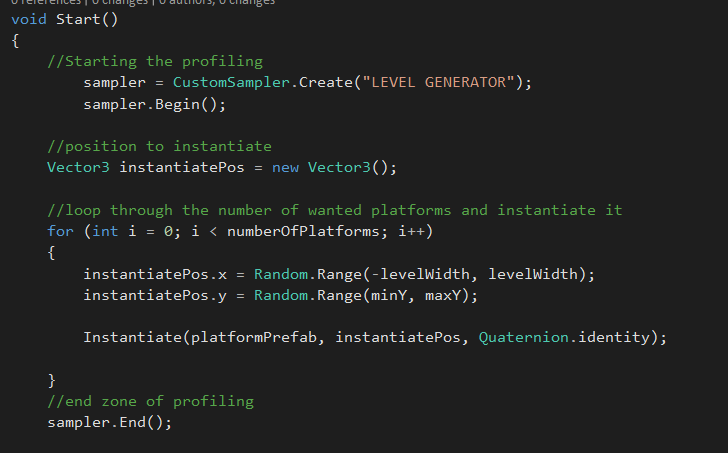 0 references | 0 changes | 0 authors, 0 changes
void Start()
{
    //Starting the profiling
        sampler = CustomSampler.Create("LEVEL GENERATOR");
        sampler.Begin();

    //position to instantiate
    Vector3 instantiatePos = new Vector3();

    //loop through the number of wanted platforms and instantiate it
    for (int i = 0; i < numberOfPlatforms; i++)
    {
        instantiatePos.x = Random.Range(-levelWidth, levelWidth);
        instantiatePos.y = Random.Range(minY, maxY);

        Instantiate(platformPrefab, instantiatePos, Quaternion.identity);

    }
    //end zone of profiling
    sampler.End();